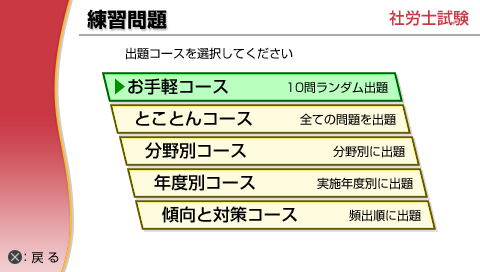 練習問題
社労士試験
出題コースを選択してください
お手軽コース 10問ランダム出題
とことんコース 全ての問題を出題
分野別コース 分野別に出題
年度別コース 実施年度別に出題
傾向と対策コース 頻出順に出題
×:戻る